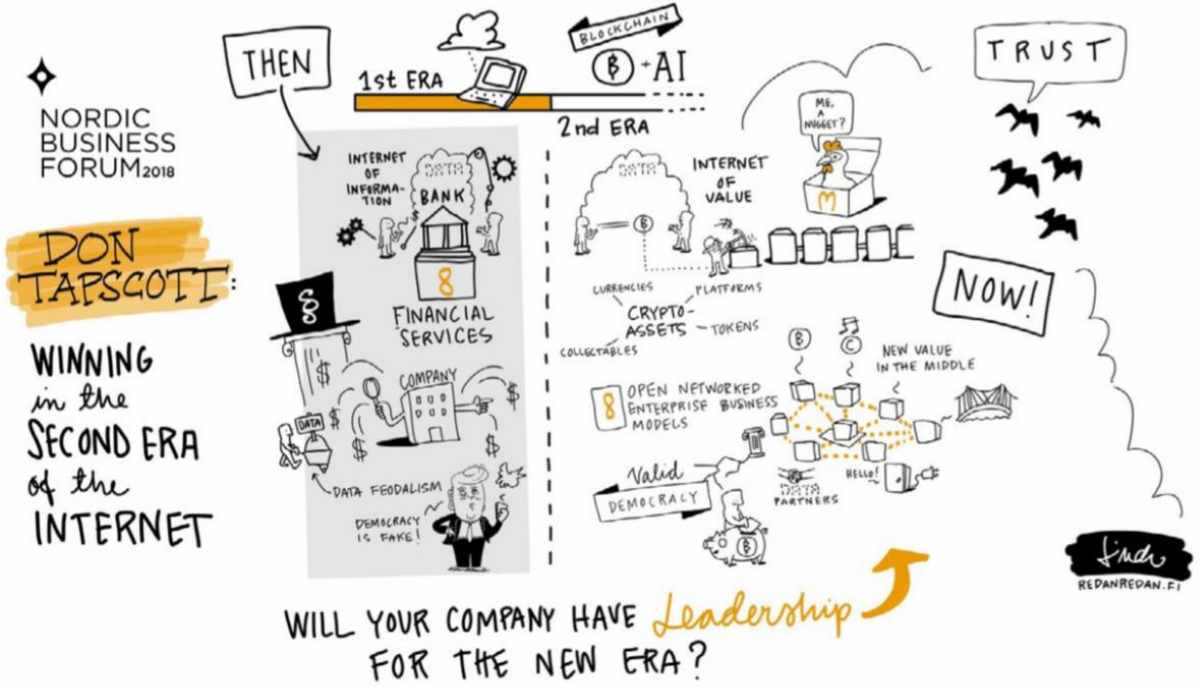 NORDIC
BUSINESS
FORUM 2018
DON
TAPSCOTT:
WINNING
in the
SECOND ERA
of the
INTERNET
THEN
1st ERA
BLOCKCHAIN
B + AI
2nd ERA
INTERNET
OF
INFORMA-
TION
DATA
BANK
$
8
FINANCIAL
SERVICES
8
$
COMPANY
$
$
$
$
DATA
DATA FEODALISM
DEMOCRACY
IS FAKE!
DATA
INTERNET
OF
VALUE
B
ME,
A
NUGGET?
M
TRUST
NOW!
CURRENCIES
PLATFORMS
CRYPTO-
ASSETS
TOKENS
COLLECTABLES
8
OPEN NETWORKED
ENTERPRISE BUSINESS
MODELS
B
C
NEW VALUE
IN THE MIDDLE
Valid
DEMOCRACY
B
DATA
PARTNERS
HELLO!
REDANREDAN.FI
WILL YOUR COMPANY HAVE Leadership
FOR THE NEW ERA?